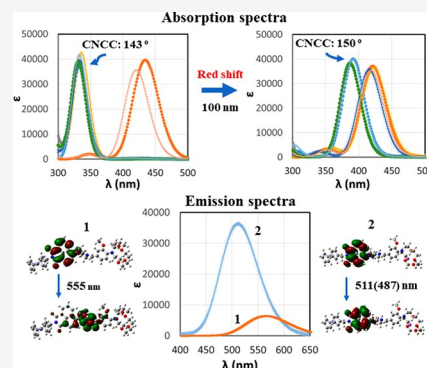 Absorption spectra
50000
40000
30000
20000
10000
0
ε
CNCC: 143 °
300 350 400 450 500
λ (nm)
Red shift
100 nm
50000
40000
30000
20000
10000
0
ε
CNCC: 150 °
300 350 400 450 500
λ (nm)
Emission spectra
1
555 nm
40000
30000
20000
10000
0
ε
2
1
400 450 500 550 600 650
λ (nm)
2
511(487) nm